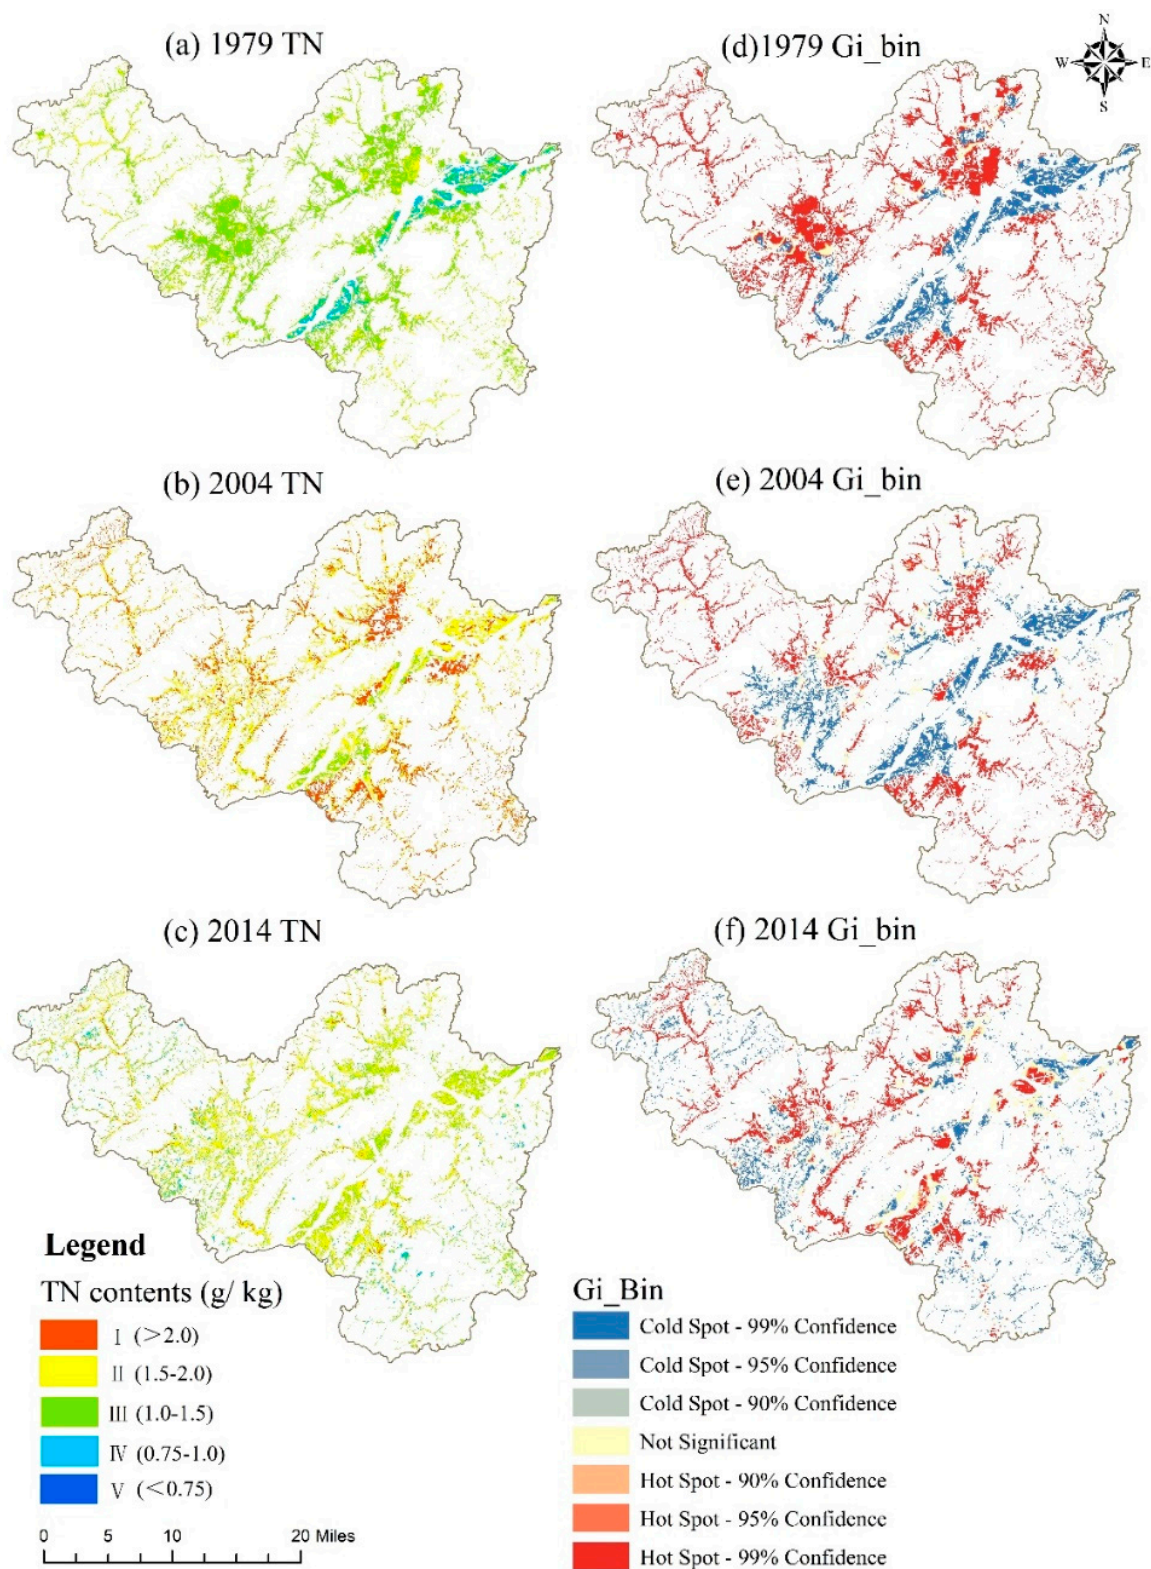 (a) 1979 TN
(d)1979 Gi_bin
N
W E
S
(b) 2004 TN
(e) 2004 Gi_bin
(c) 2014 TN
(f) 2014 Gi_bin
Legend
TN contents (g/ kg)
Ⅰ (>2.0)
Ⅱ (1.5-2.0)
Ⅲ (1.0-1.5)
Ⅳ (0.75-1.0)
Ⅴ (<0.75)
0 5 10 20 Miles
Gi_Bin
Cold Spot - 99% Confidence
Cold Spot - 95% Confidence
Cold Spot - 90% Confidence
Not Significant
Hot Spot - 90% Confidence
Hot Spot - 95% Confidence
Hot Spot - 99% Confidence